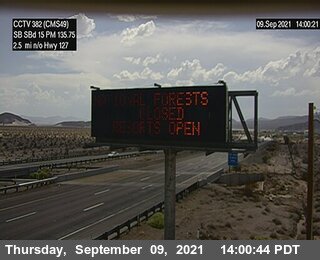 CCTV 382 (CMS49)
SB SBd 15 PM 135.75
2.5 mi n/o Hwy 127
09.Sep 2021 14:00:21
NATIONAL FORESTS
CLOSED
RESORTS OPEN
Thursday, September 09, 2021 14:00:44 PDT